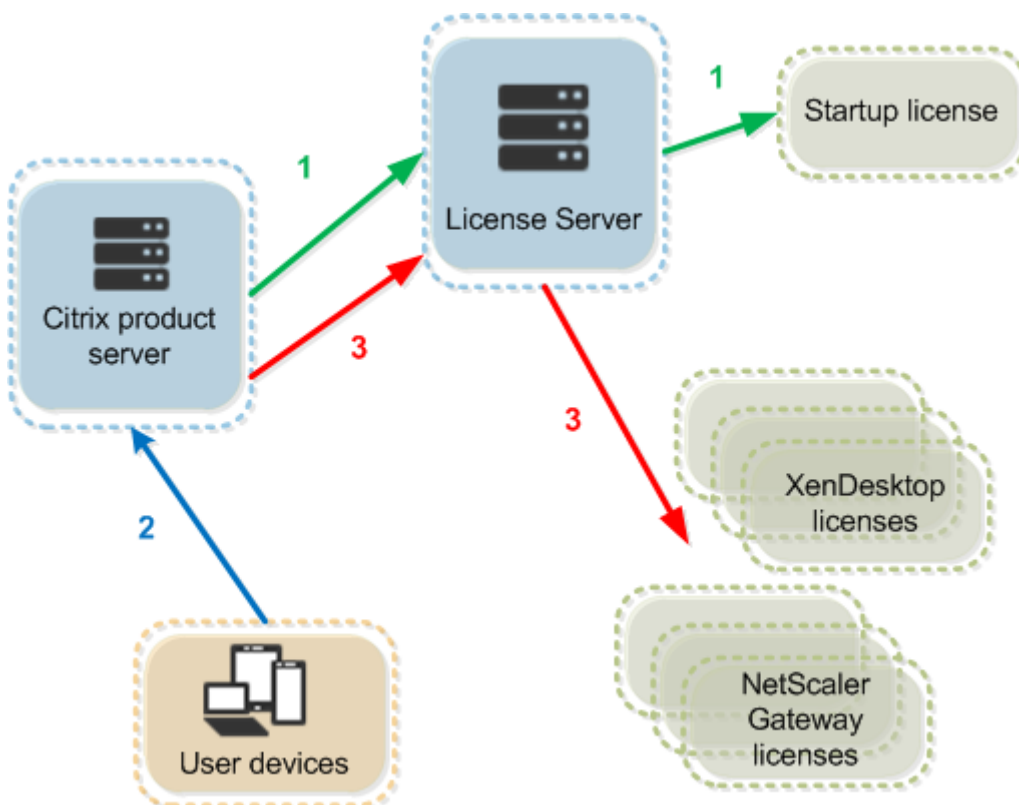 1
Startup license
1
License Server
Citrix product
server
3
3
XenDesktop
licenses
2
NetScaler
Gateway
licenses
User devices